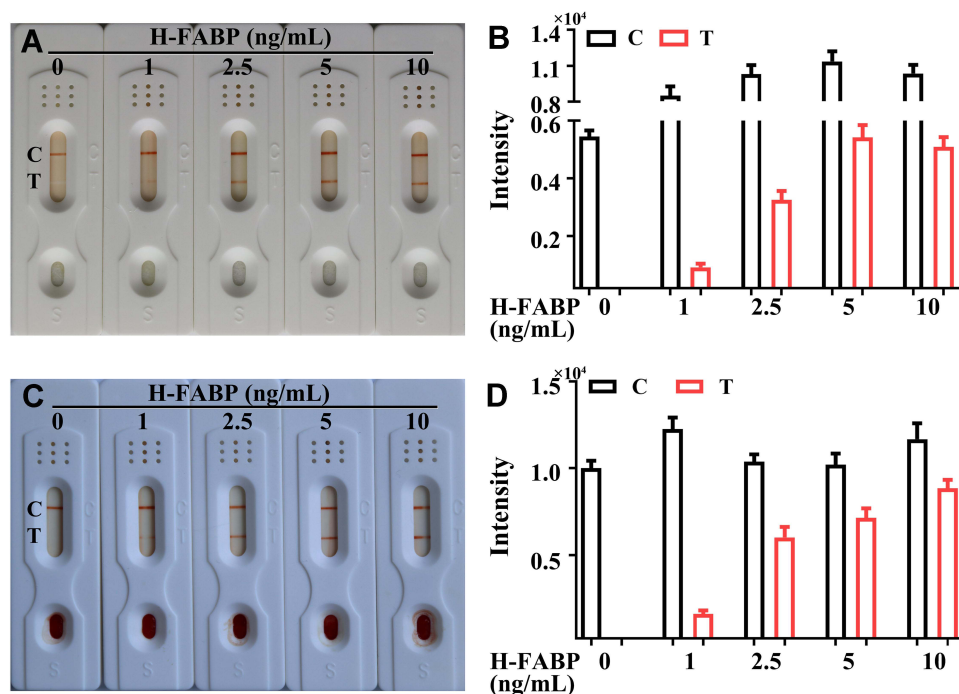 A
H-FABP (ng/mL)
0 1 2.5 5 10
C
T
C
T
S S S S S
B
×10⁴
C T
1.4
1.1
0.8
0.6
0.4
0.2
Intensity
H-FABP
(ng/mL)
0 1 2.5 5 10
C
H-FABP (ng/mL)
0 1 2.5 5 10
C
T
S S S S S
D
×10⁴
C T
1.5
1.0
0.5
Intensity
H-FABP
(ng/mL)
0 1 2.5 5 10